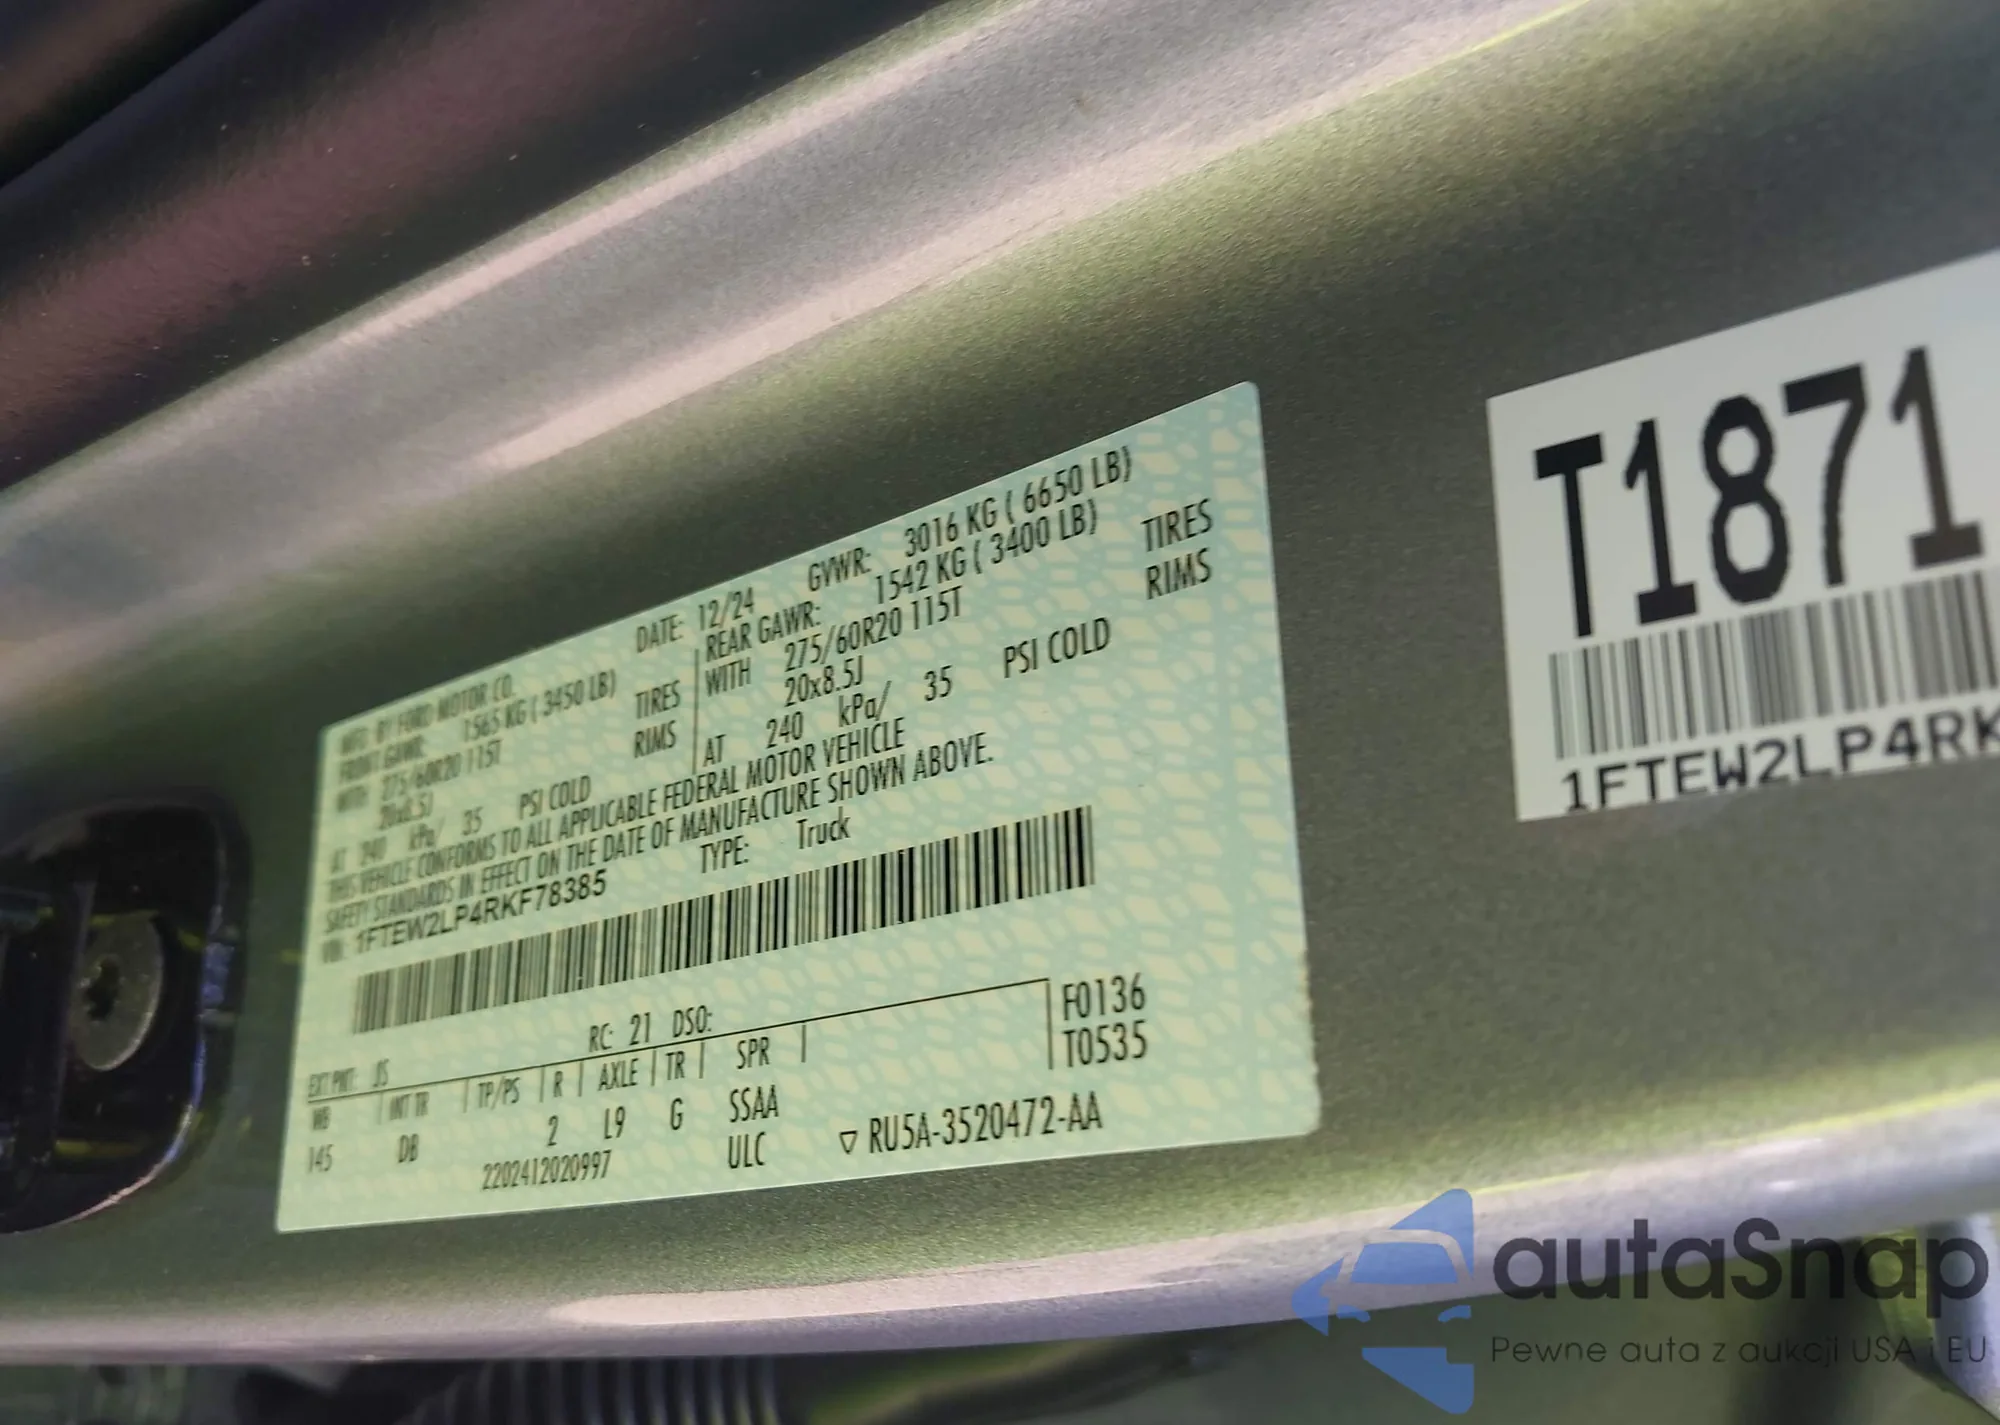 MFD. BY FORD MOTOR CO.
DATE: 12/24 GVWR: 3016 KG ( 6650 LB)
FRONT GAWR: 1565 KG ( 3450 LB)
WITH 275/60R20 115T TIRES
20x8.5J RIMS
AT 240 kPa/ 35 PSI COLD
REAR GAWR: 1542 KG ( 3400 LB)
WITH 275/60R20 115T TIRES
20x8.5J RIMS
AT 240 kPa/ 35 PSI COLD
THIS VEHICLE CONFORMS TO ALL APPLICABLE FEDERAL MOTOR VEHICLE
SAFETY STANDARDS IN EFFECT ON THE DATE OF MANUFACTURE SHOWN ABOVE.
VIN: 1FTEW2LP4RKF78385 TYPE: Truck
EXT PNT: JS RC: 21 DSO: F0136
WB INT TR TP/PS R AXLE TR SPR T0535
145 DB 2 L9 G SSAA
2202412020997 ULC ▽ RU5A-3520472-AA
T1871
1FTEW2LP4RK
autaSnap
Pewne auta z aukcji USA i EU